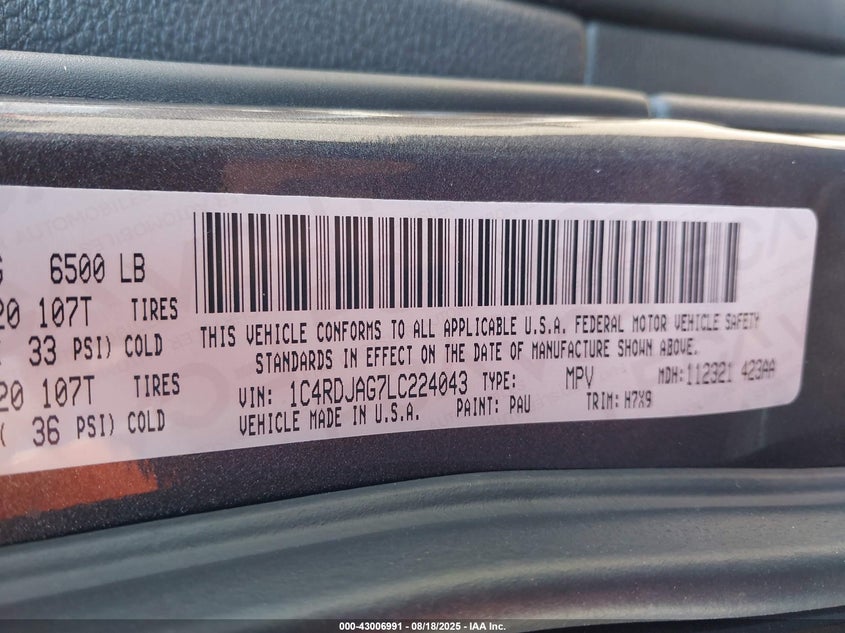 G 6500 LB
20 107T TIRES
33 PSI) COLD
20 107T
( 36 PSI) COLD
THIS VEHICLE CONFORMS TO ALL APPLICABLE U.S.A. FEDERAL MOTOR VEHICLE SAFETY
STANDARDS IN EFFECT ON THE DATE OF MANUFACTURE SHOWN ABOVE.
VIN: 1C4RDJAG7LC224043 TYPE: MPV MDH: 112321 423AA
VEHICLE MADE IN U.S.A. PAINT: PAU TRIM: H7X9
000-43006991 - 08/18/2025 - IAA Inc.